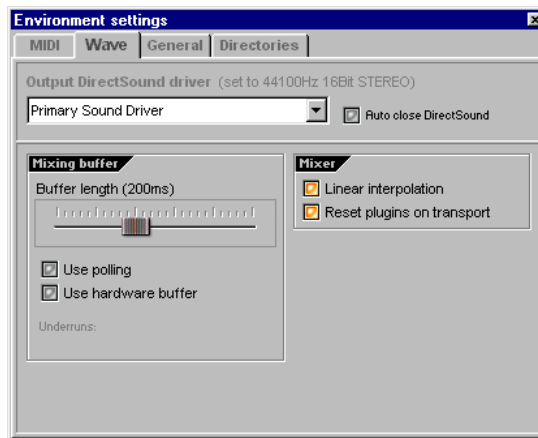 Environment settings
MIDI Wave General Directories
Output DirectSound driver (set to 44100Hz 16Bit STEREO)
Primary Sound Driver
Auto close DirectSound
Mixing buffer
Buffer length (200ms)
Use polling
Use hardware buffer
Underruns:
Mixer
Linear interpolation
Reset plugins on transport